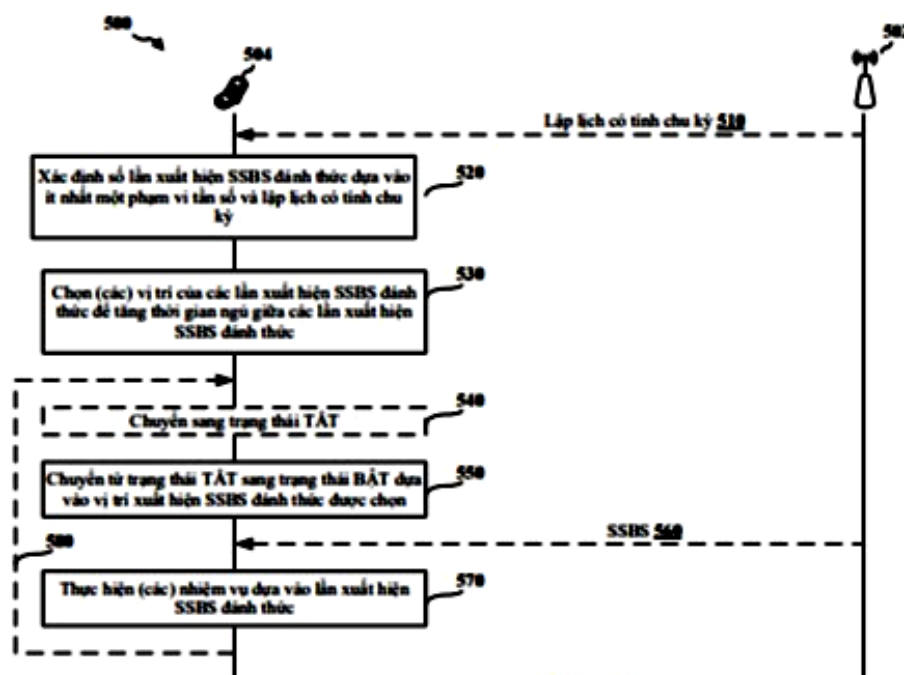 500
504
502
Lập lịch có tính chu kỳ 510
Xác định số lần xuất hiện SSBS đánh thức dựa vào
ít nhất một phạm vi tần số và lập lịch có tính chu
kỳ
520
Chọn (các) vị trí của các lần xuất hiện SSBS đánh
thức để tăng thời gian ngủ giữa các lần xuất hiện
SSBS đánh thức
530
Chuyển sang trạng thái TẮT
540
Chuyển từ trạng thái TẮT sang trạng thái BẬT dựa
vào vị trí xuất hiện SSBS đánh thức được chọn
550
580
SSBS 560
Thực hiện (các) nhiệm vụ dựa vào lần xuất hiện
SSBS đánh thức
570